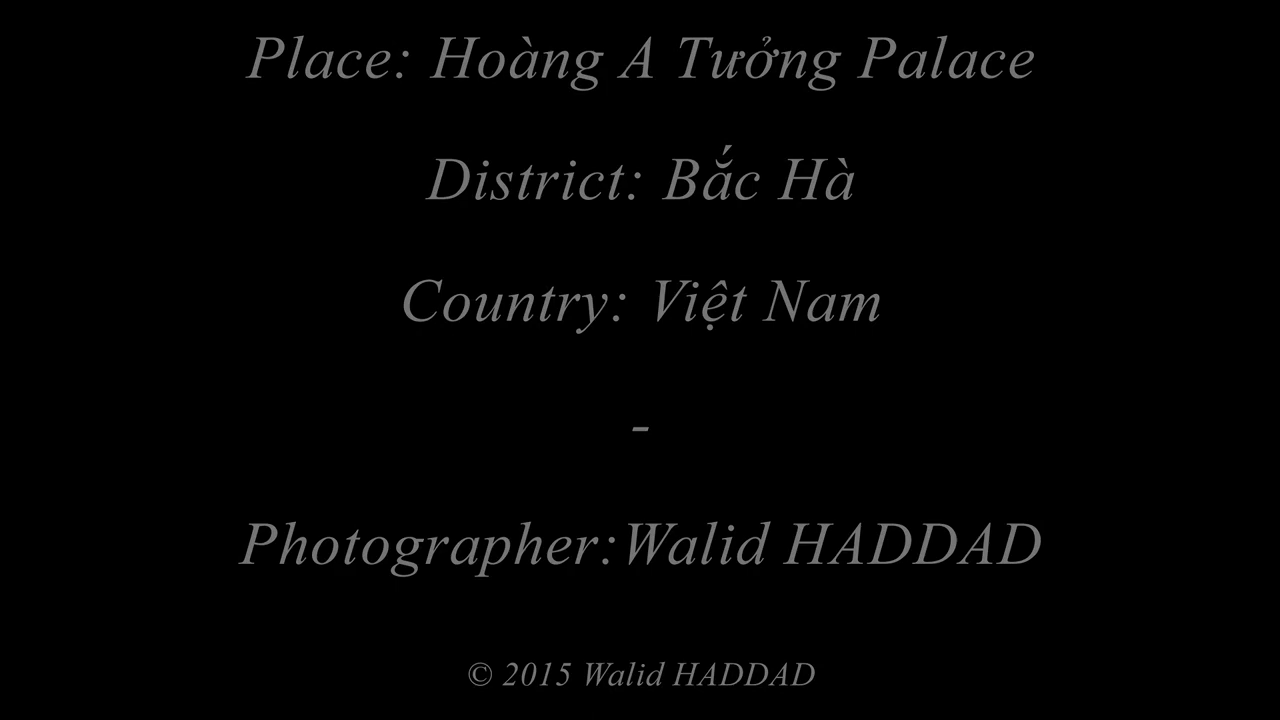 Place: Hoàng A Tưởng Palace
District: Bắc Hà
Country: Việt Nam
-
Photographer:Walid HADDAD
© 2015 Walid HADDAD